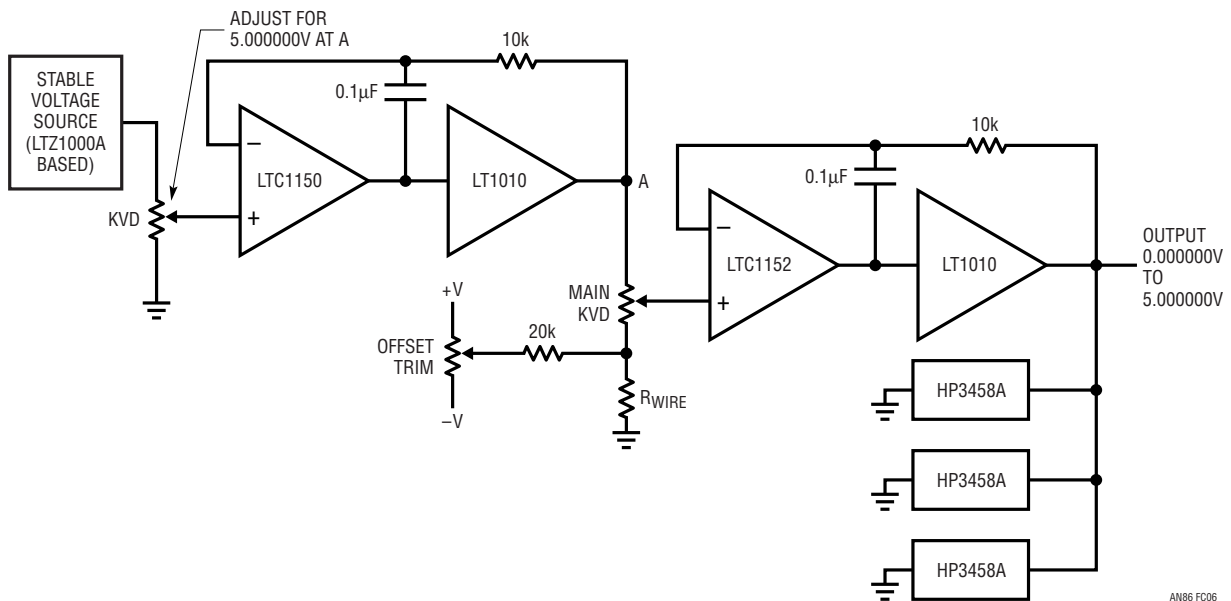 ADJUST FOR
5.000000V AT A
STABLE
VOLTAGE
SOURCE
(LTZ1000A
BASED)
KVD
10k
0.1µF
−
+
LTC1150
LT1010
A
+V
OFFSET
TRIM
−V
20k
MAIN
KVD
RWIRE
10k
0.1µF
−
+
LTC1152
LT1010
OUTPUT
0.000000V
TO
5.000000V
HP3458A
HP3458A
HP3458A
AN86 FC06